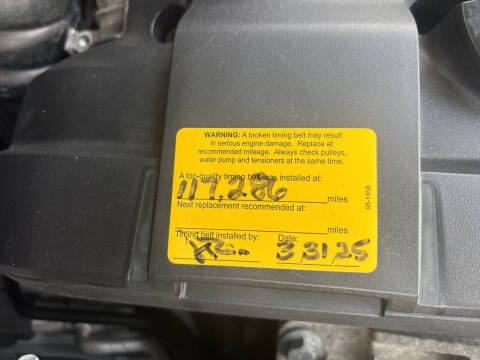 WARNING: A broken timing belt may result
in serious engine damage. Replace at
recommended mileage. Always check pulleys,
water pump and tensioners at the same time.
A top-quality timing belt was installed at:
117,286 miles
Next replacement recommended at:
miles
Timing belt installed by: Date:
3/31/25
95-1168